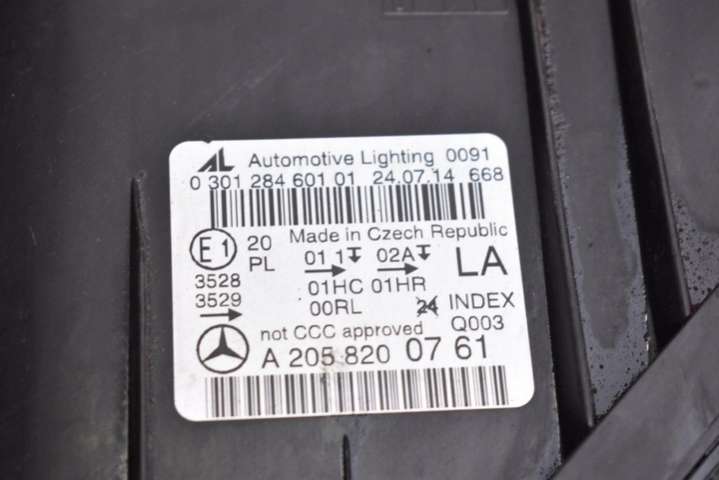 AL Automotive Lighting 0091
0 301 284 601 01 24.07.14 668
Made in Czech Republic
E1 20 PL 01 1 02A LA
3528 01HC 01HR
3529 00RL 24 INDEX
not CCC approved Q003
A 205 820 07 61